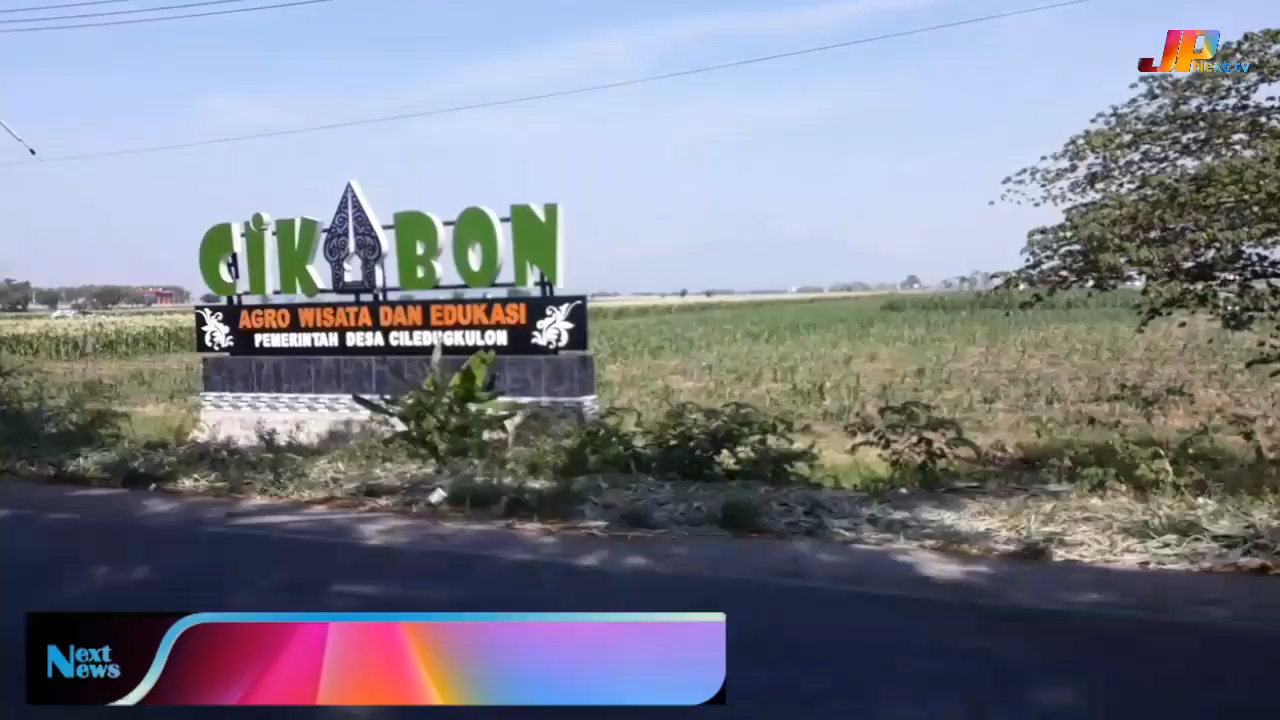 JP
Next tv
CiKABON
AGRO WISATA DAN EDUKASI
PEMERINTAH DESA CILEDUGKULON
Next
News